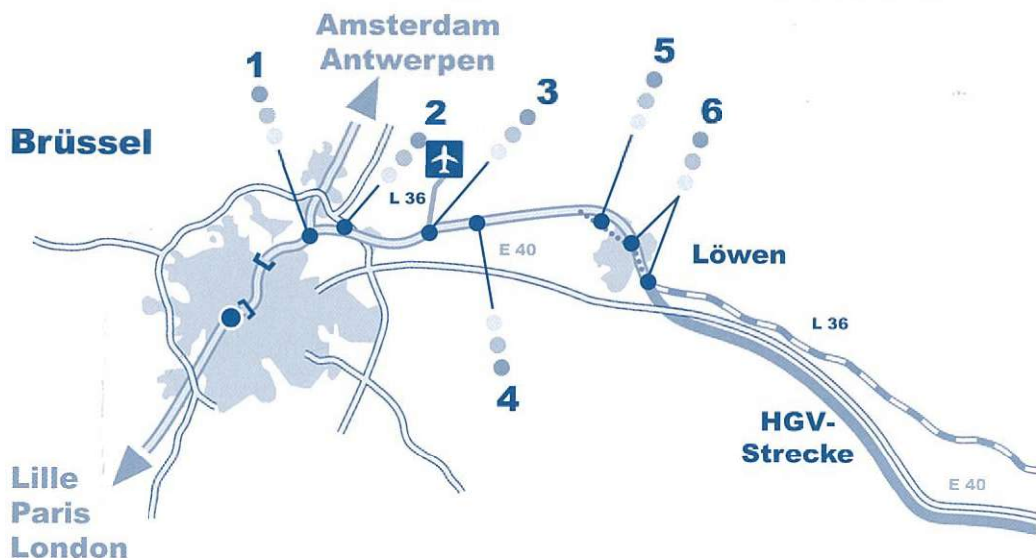 Amsterdam
Antwerpen
1
2
3
5
6
Brüssel
L 36
E 40
Löwen
L 36
4
HGV-
Strecke
E 40
Lille
Paris
London